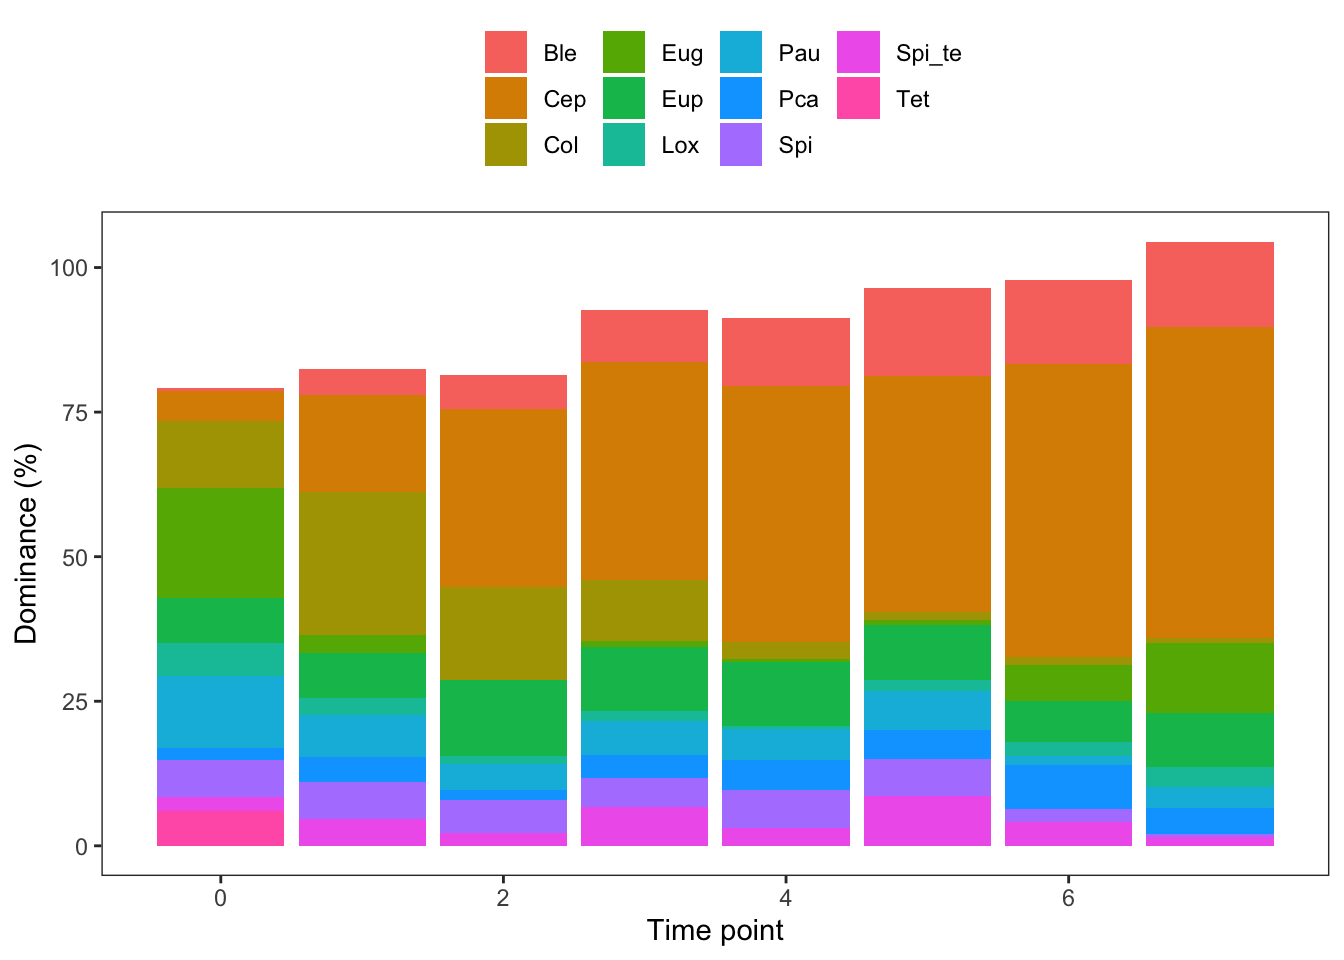 Ble Eug Pau Spi_te
Cep Eup Pca Tet
Col Lox Spi
100
75
50
25
0
Dominance (%)
0 2 4 6
Time point